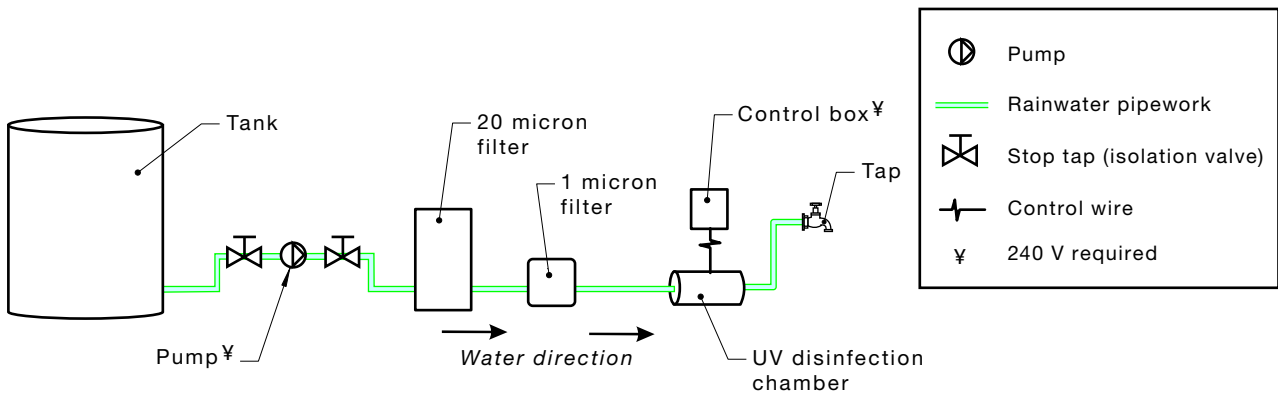 Tank
20 micron
filter
1 micron
filter
Control box¥
Tap
Pump¥
Water direction
UV disinfection
chamber
Pump
Rainwater pipework
Stop tap (isolation valve)
Control wire
¥ 240 V required